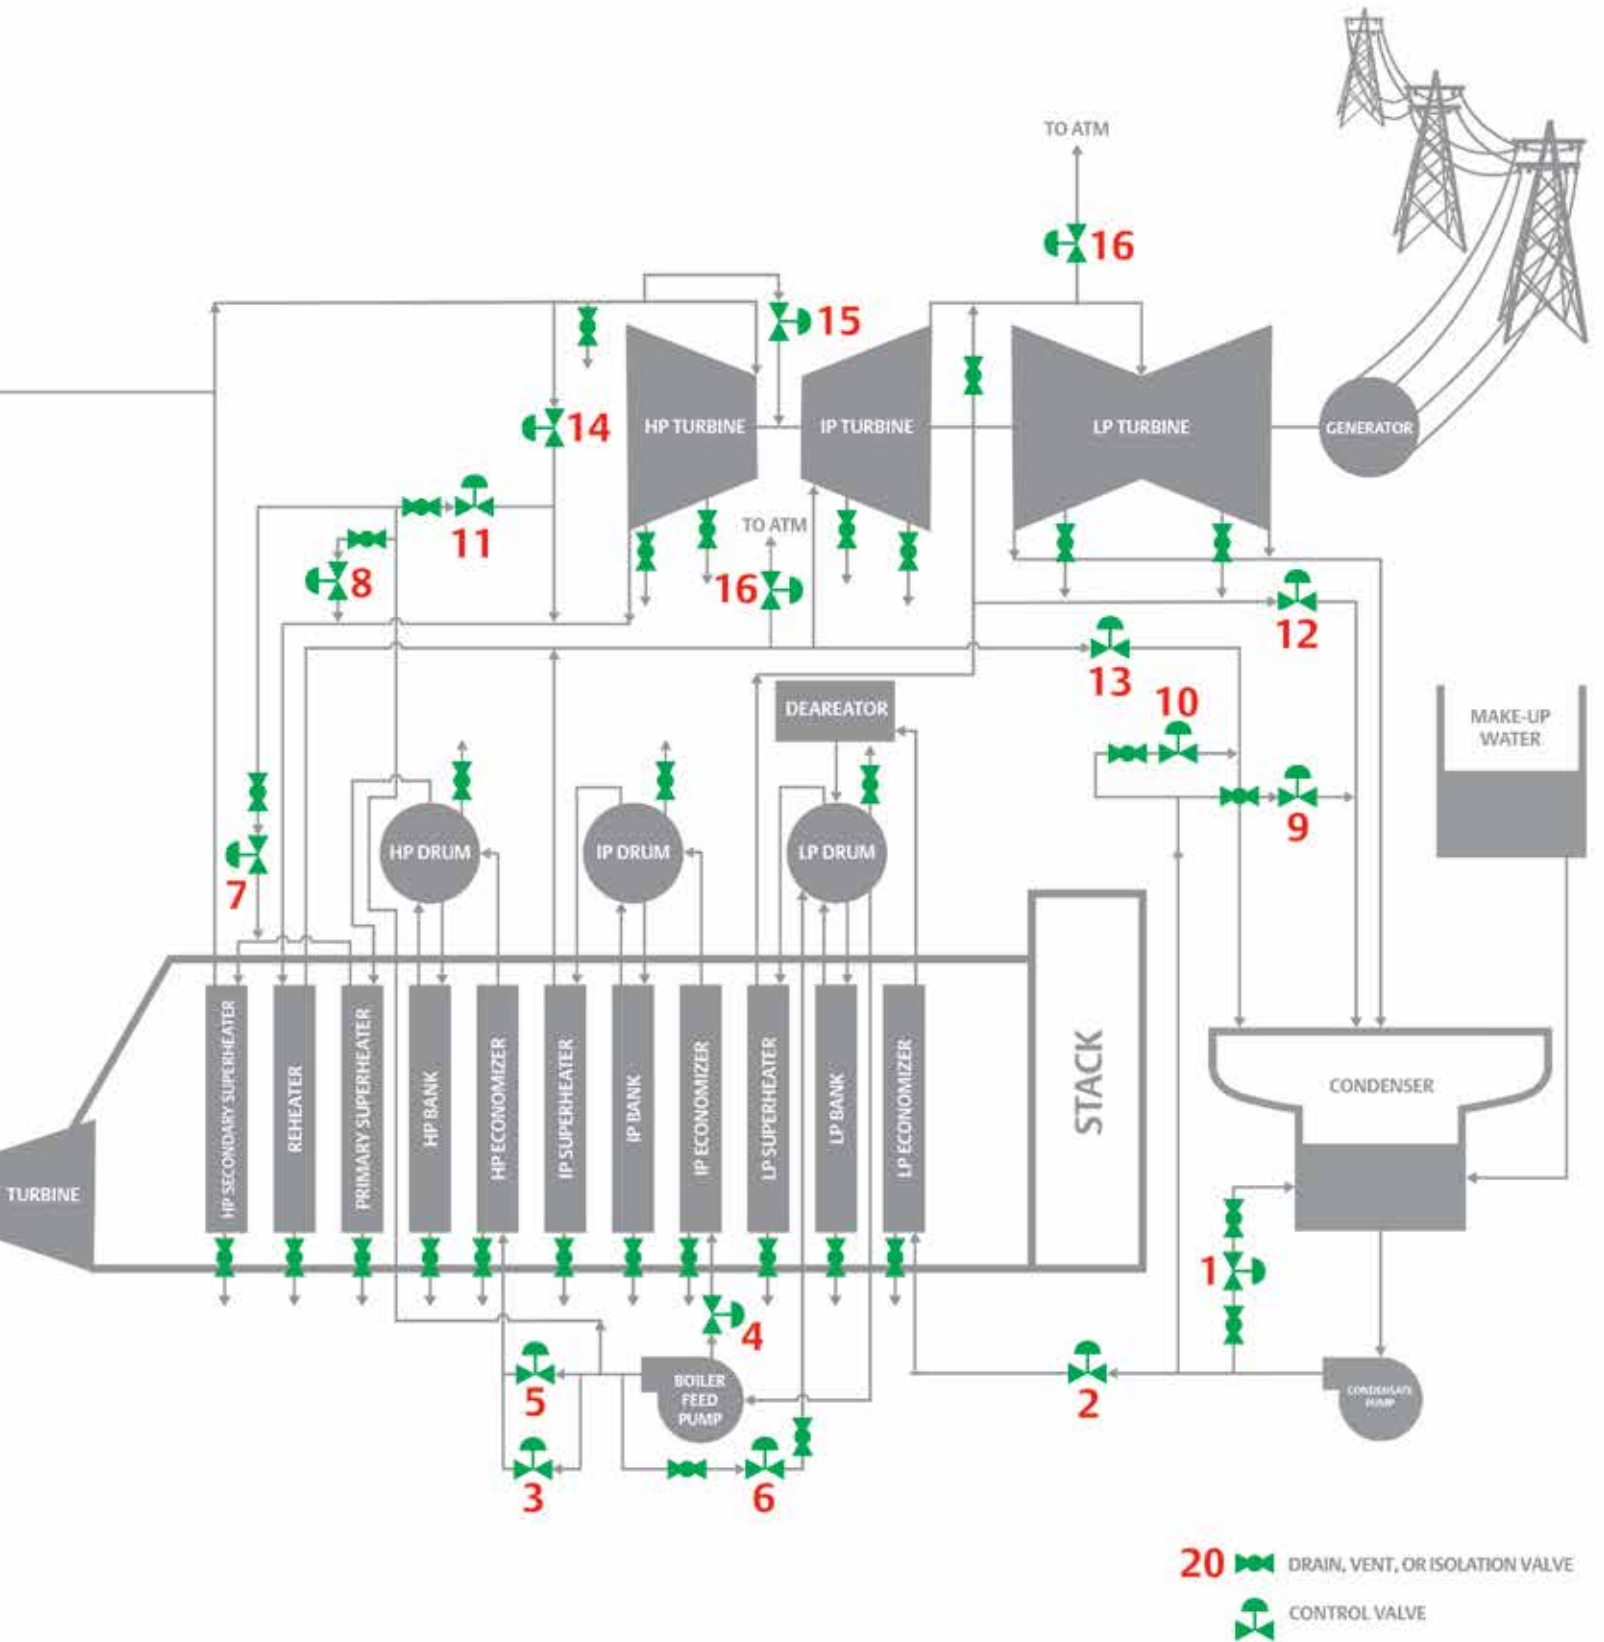 TO ATM
16
15
14
HP TURBINE
IP TURBINE
LP TURBINE
GENERATOR
11
TO ATM
8
16
12
13
10
DEAREATOR
MAKE-UP
WATER
9
HP DRUM
IP DRUM
LP DRUM
7
HP SECONDARY SUPERHEATER
REHEATER
PRIMARY SUPERHEATER
HP BANK
HP ECONOMIZER
IP SUPERHEATER
IP BANK
IP ECONOMIZER
LP SUPERHEATER
LP BANK
LP ECONOMIZER
STACK
CONDENSER
TURBINE
1
4
5
BOILER
FEED
PUMP
2
CONDENSATE
PUMP
3
6
20 DRAIN, VENT, OR ISOLATION VALVE
CONTROL VALVE